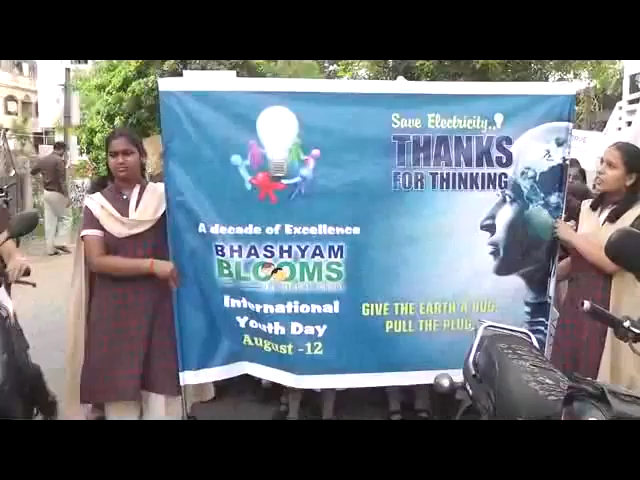 Save Electricity..
THANKS
FOR THINKING
A decade of Excellence
BHASHYAM
BLOOMS
International
Youth Day
August -12
GIVE THE EARTH A HUG.
PULL THE PLUG.